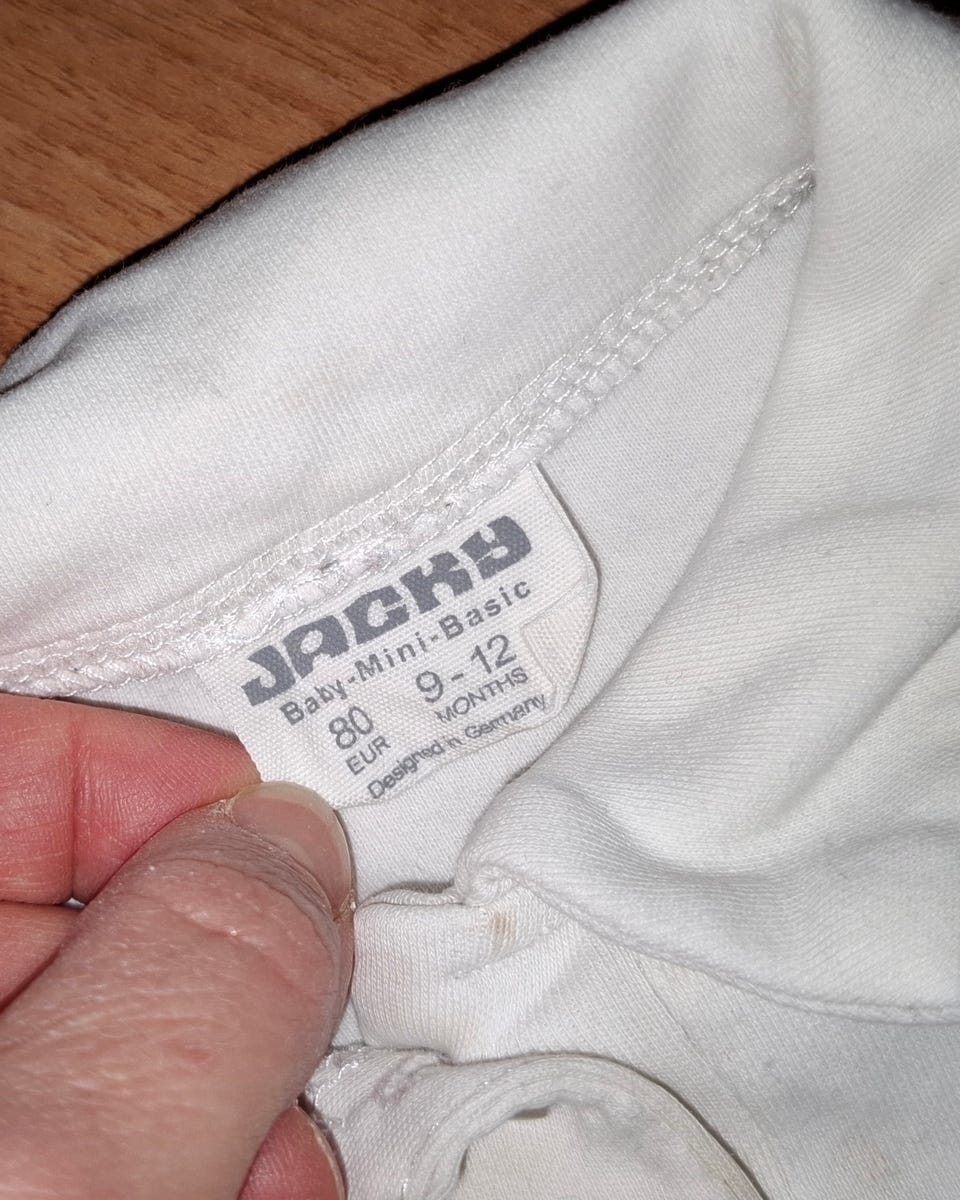 JACKY
Baby-Mini-Basic
80 9-12
EUR MONTHS
Designed in Germany